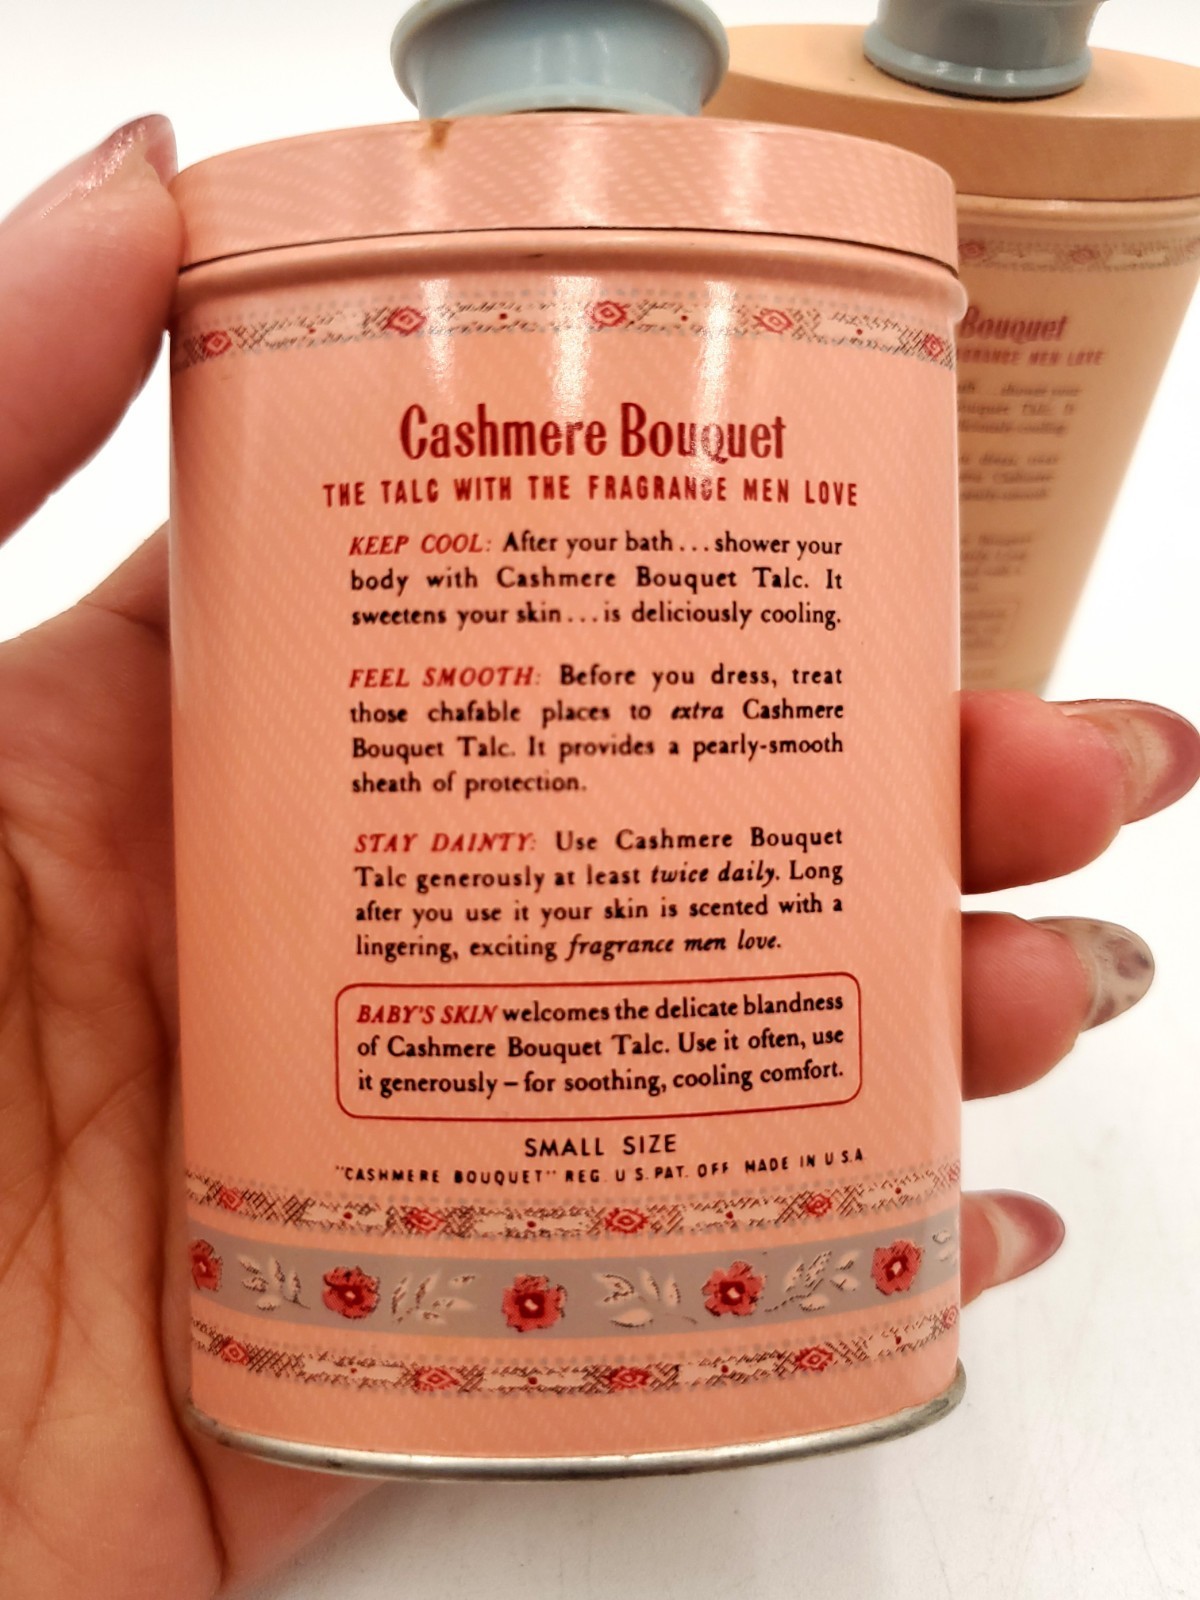 Cashmere Bouquet
THE TALC WITH THE FRAGRANCE MEN LOVE
KEEP COOL: After your bath...shower your
body with Cashmere Bouquet Talc. It
sweetens your skin...is deliciously cooling.
FEEL SMOOTH: Before you dress, treat
those chafable places to extra Cashmere
Bouquet Talc. It provides a pearly-smooth
sheath of protection.
STAY DAINTY: Use Cashmere Bouquet
Talc generously at least twice daily. Long
after you use it your skin is scented with a
lingering, exciting fragrance men love.
BABY'S SKIN welcomes the delicate blandness
of Cashmere Bouquet Talc. Use it often, use
it generously – for soothing, cooling comfort.
SMALL SIZE
"CASHMERE BOUQUET" REG. U.S. PAT. OFF. MADE IN U.S.A.
Bouquet
FRAGRANCE MEN LOVE